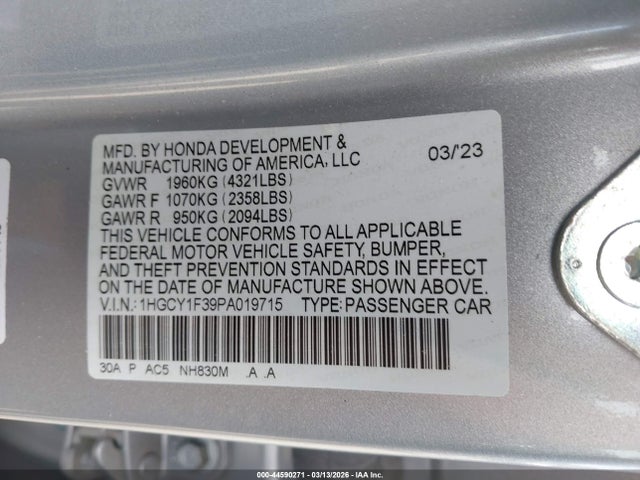 MFD. BY HONDA DEVELOPMENT &
MANUFACTURING OF AMERICA, LLC 03/'23
GVWR 1960KG (4321LBS)
GAWR F 1070KG (2358LBS)
GAWR R 950KG (2094LBS)
THIS VEHICLE CONFORMS TO ALL APPLICABLE
FEDERAL MOTOR VEHICLE SAFETY, BUMPER,
AND THEFT PREVENTION STANDARDS IN EFFECT
ON THE DATE OF MANUFACTURE SHOWN ABOVE.
V.I.N.: 1HGCY1F39PA019715 TYPE: PASSENGER CAR
30A P AC5 NH830M .A .A
000-44590271 - 03/13/2026 - IAA Inc.